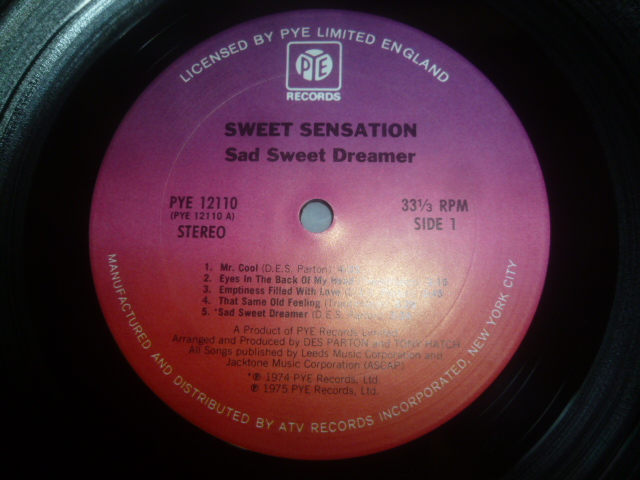 LICENSED BY PYE LIMITED ENGLAND
PYE
RECORDS
SWEET SENSATION
Sad Sweet Dreamer
PYE 12110
(PYE 12110 A)
STEREO
33⅓ RPM
SIDE 1
1. Mr. Cool (D.E.S. Parton)
2. Eyes In The Back Of My
3. Emptiness Filled With Love
4. That Same Old Feeling
5. *Sad Sweet Dreamer (D.E.S.
A Product of PYE Records Limited
Arranged and Produced by DES PARTON and TONY HATCH
All Songs published by Leeds Music Corporation and
Jacktone Music Corporation (ASCAP)
*℗ 1974 PYE Records, Ltd.
℗ 1975 PYE Records, Ltd.
MANUFACTURED AND DISTRIBUTED BY ATV RECORDS INCORPORATED, NEW YORK CITY